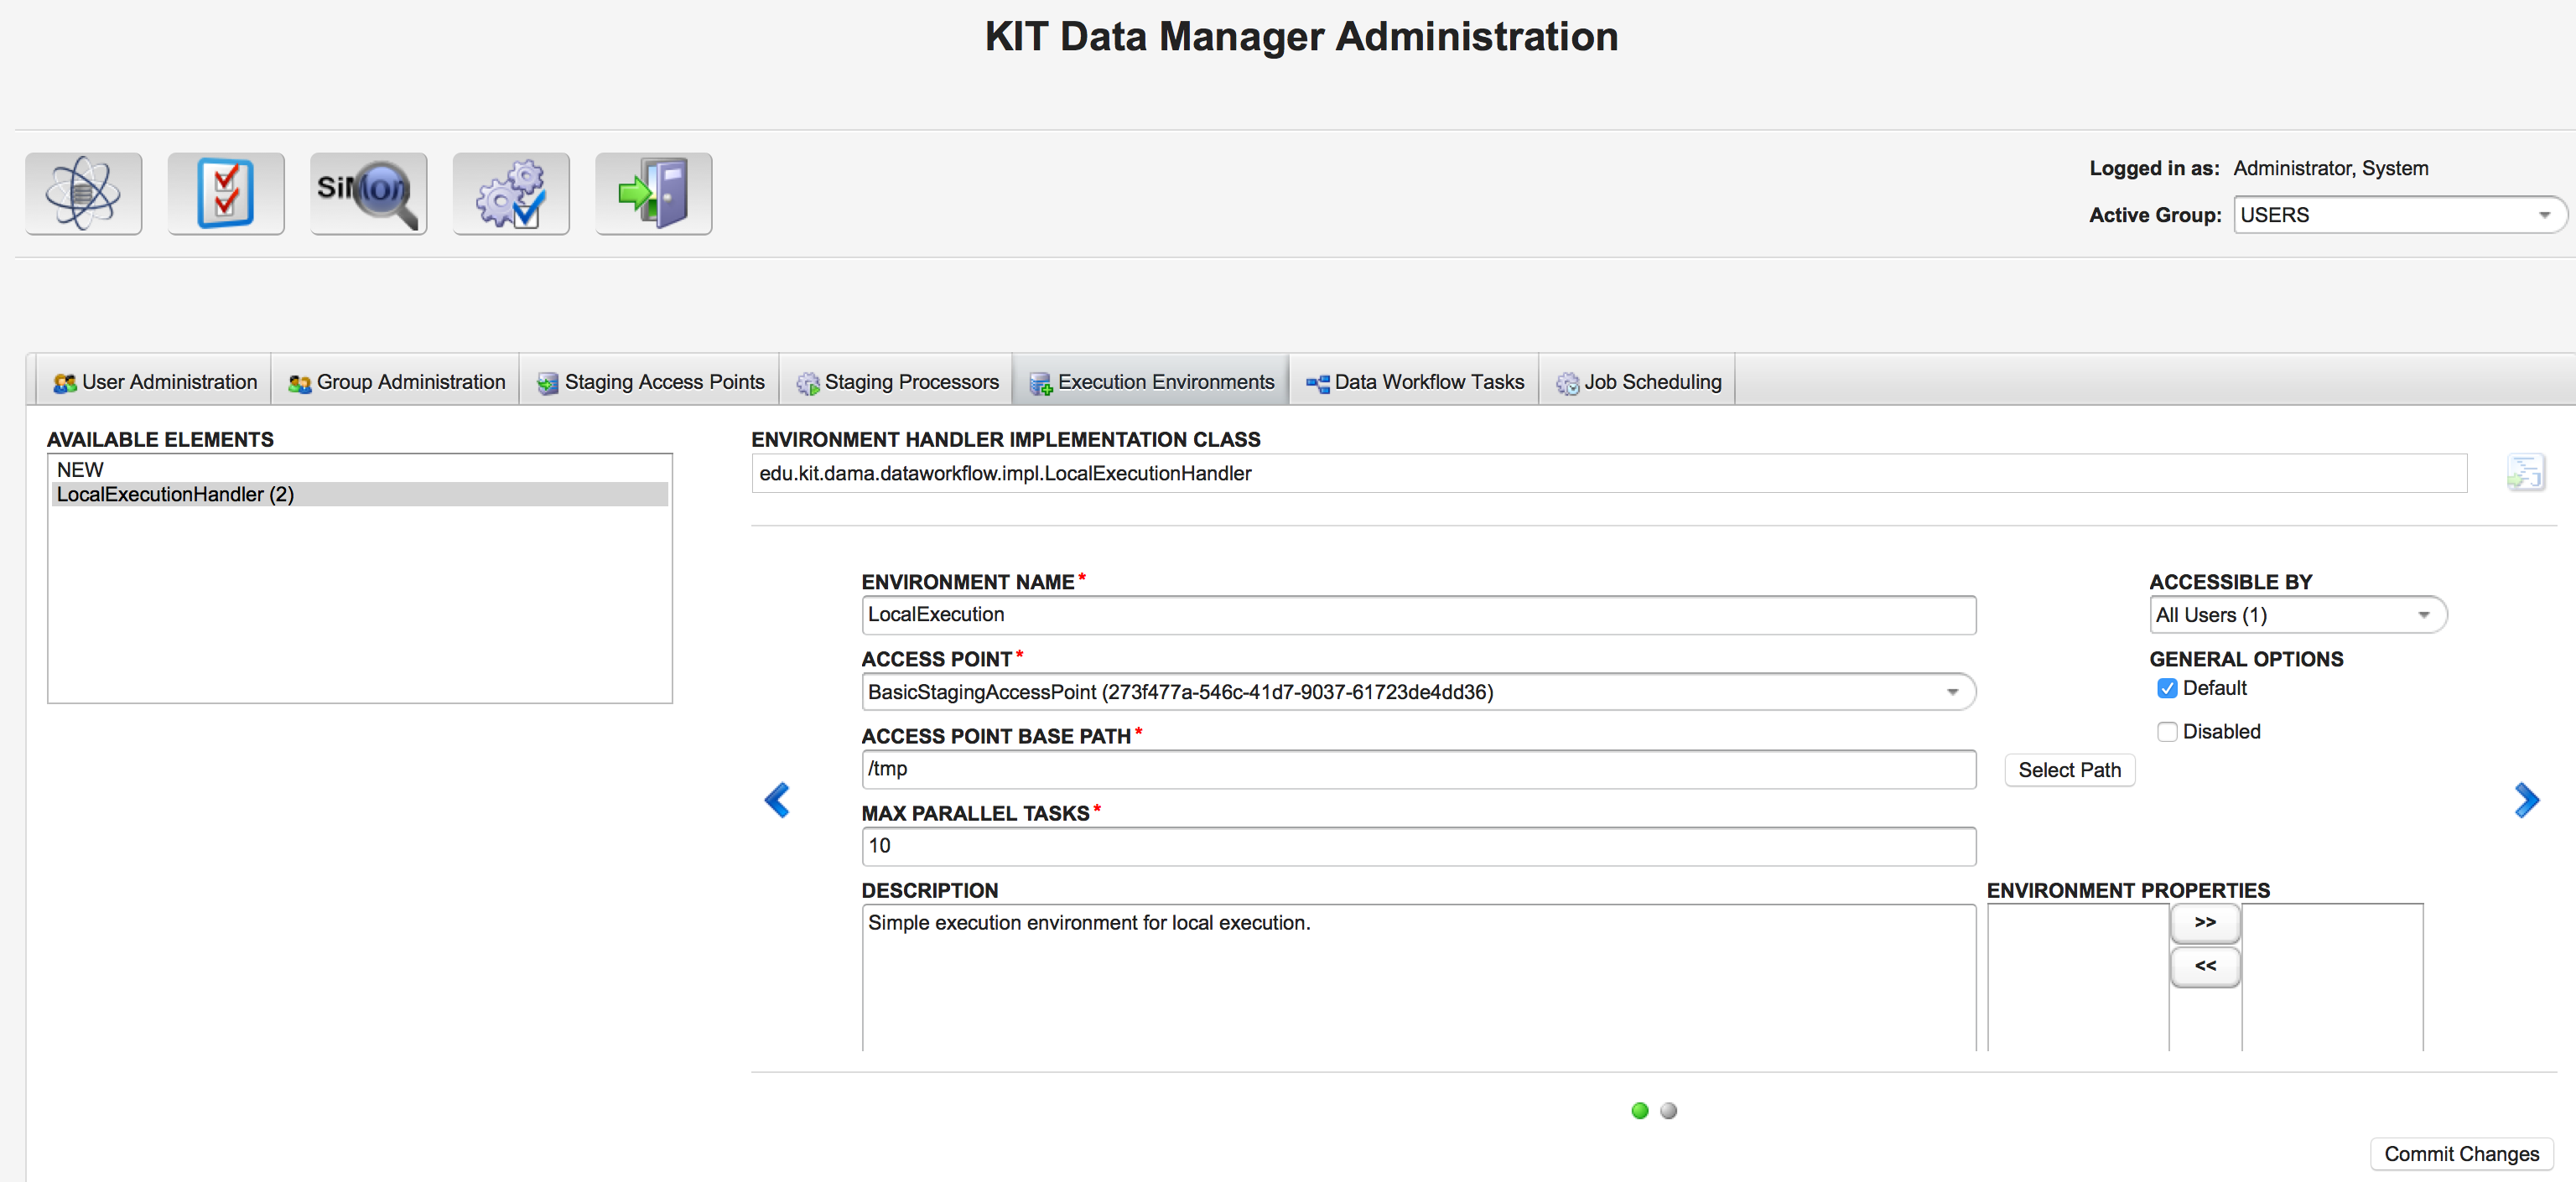 KIT Data Manager Administration
SiMon
Logged in as: Administrator, System
Active Group: USERS
User Administration
Group Administration
Staging Access Points
Staging Processors
Execution Environments
Data Workflow Tasks
Job Scheduling
AVAILABLE ELEMENTS
NEW
LocalExecutionHandler (2)
ENVIRONMENT HANDLER IMPLEMENTATION CLASS
edu.kit.dama.dataworkflow.impl.LocalExecutionHandler
ENVIRONMENT NAME*
LocalExecution
ACCESS POINT*
BasicStagingAccessPoint (273f477a-546c-41d7-9037-61723de4dd36)
ACCESS POINT BASE PATH*
/tmp
Select Path
MAX PARALLEL TASKS*
10
DESCRIPTION
Simple execution environment for local execution.
ACCESSIBLE BY
All Users (1)
GENERAL OPTIONS
Default
Disabled
ENVIRONMENT PROPERTIES
>>
<<
Commit Changes